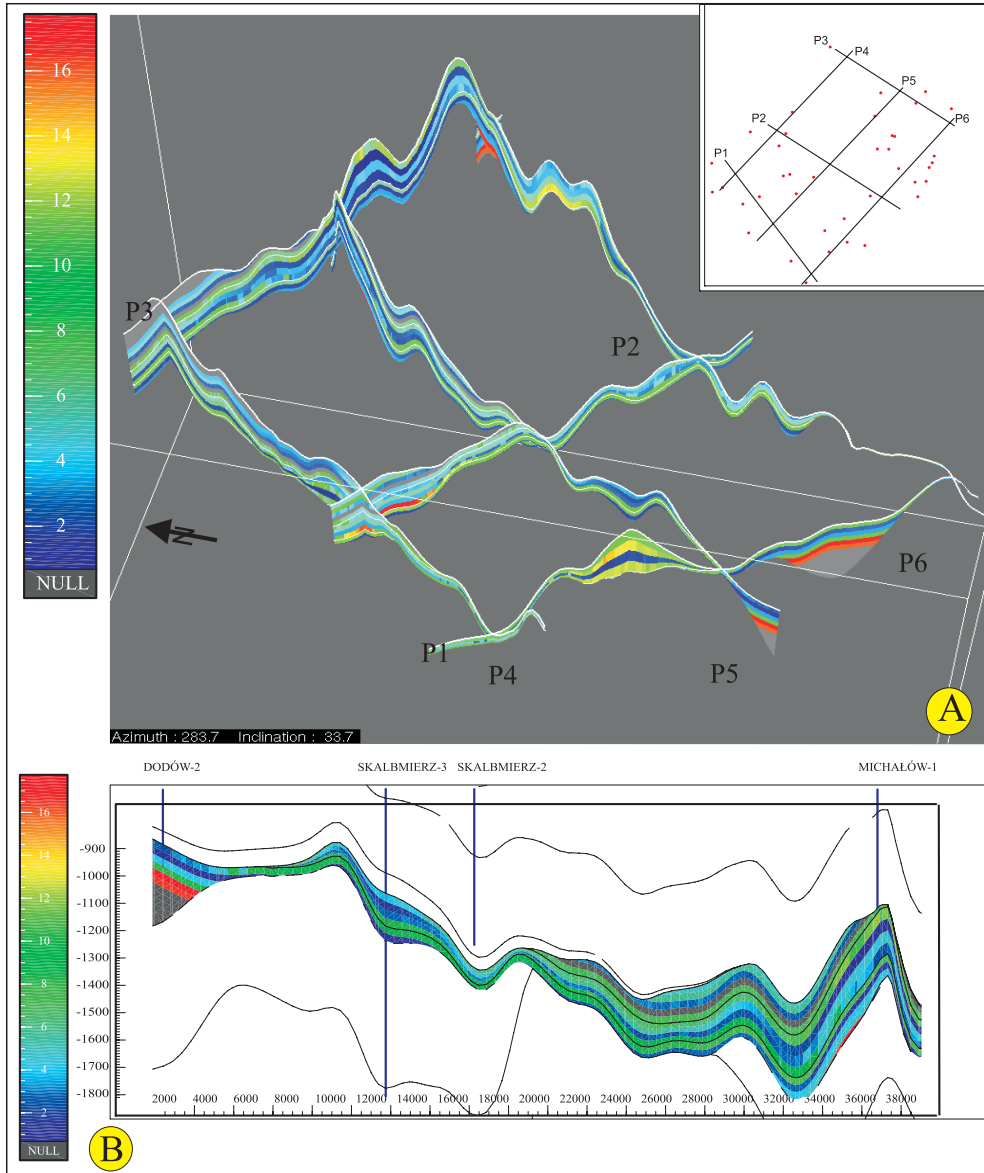 16
14
12
10
8
6
4
2
NULL
P3
P4
P5
P2
P6
P1
P3
P2
N
P6
P1
P4
P5
A
Azimuth : 283.7 Inclination : 33.7
DODÓW-2 SKALBMIERZ-3 SKALBMIERZ-2 MICHAŁÓW-1
16
14
12
10
8
6
4
2
NULL
-900
-1000
-1100
-1200
-1300
-1400
-1500
-1600
-1700
-1800
2000 4000 6000 8000 10000 12000 14000 16000 18000 20000 22000 24000 26000 28000 30000 32000 34000 36000 38000
B